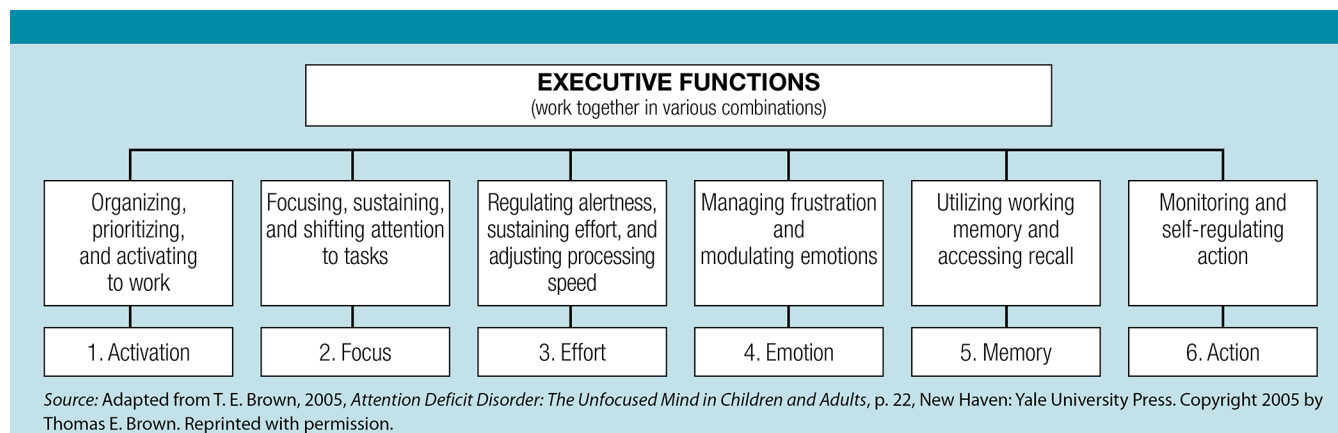 EXECUTIVE FUNCTIONS
(work together in various combinations)
Organizing,
prioritizing,
and activating
to work
Focusing, sustaining,
and shifting attention
to tasks
Regulating alertness,
sustaining effort, and
adjusting processing
speed
Managing frustration
and
modulating emotions
Utilizing working
memory and
accessing recall
Monitoring and
self-regulating
action
1. Activation
2. Focus
3. Effort
4. Emotion
5. Memory
6. Action
Source: Adapted from T. E. Brown, 2005, Attention Deficit Disorder: The Unfocused Mind in Children and Adults, p. 22, New Haven: Yale University Press. Copyright 2005 by
Thomas E. Brown. Reprinted with permission.